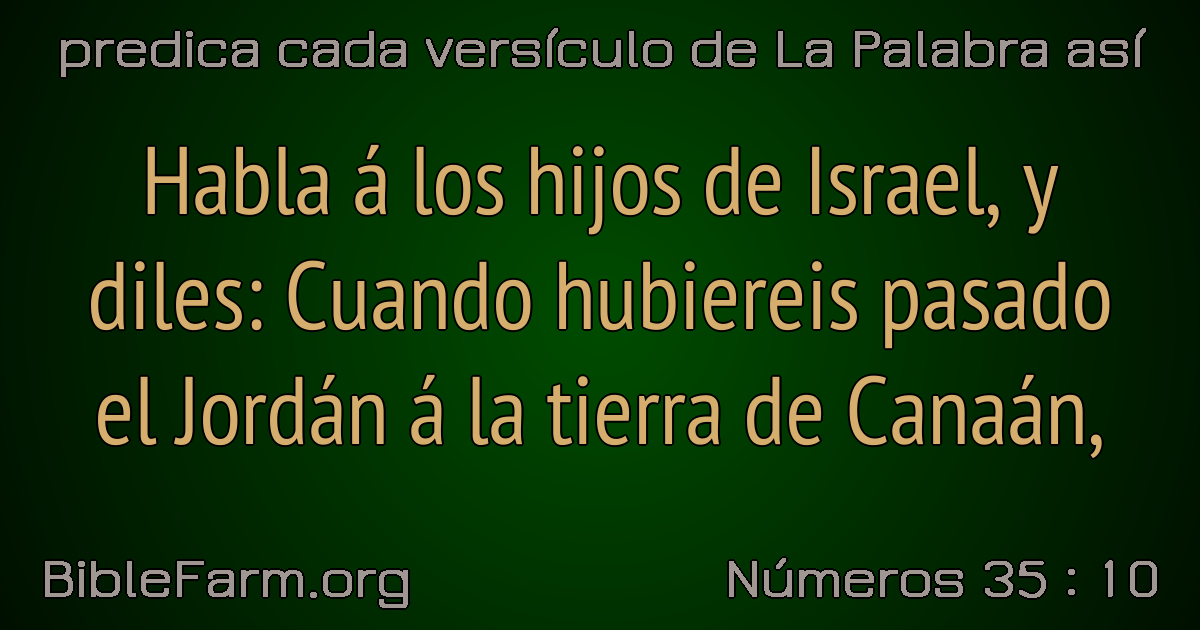 predica cada versículo de La Palabra así
Habla á los hijos de Israel, y
diles: Cuando hubiereis pasado
el Jordán á la tierra de Canaán,
BibleFarm.org
Números 35 : 10